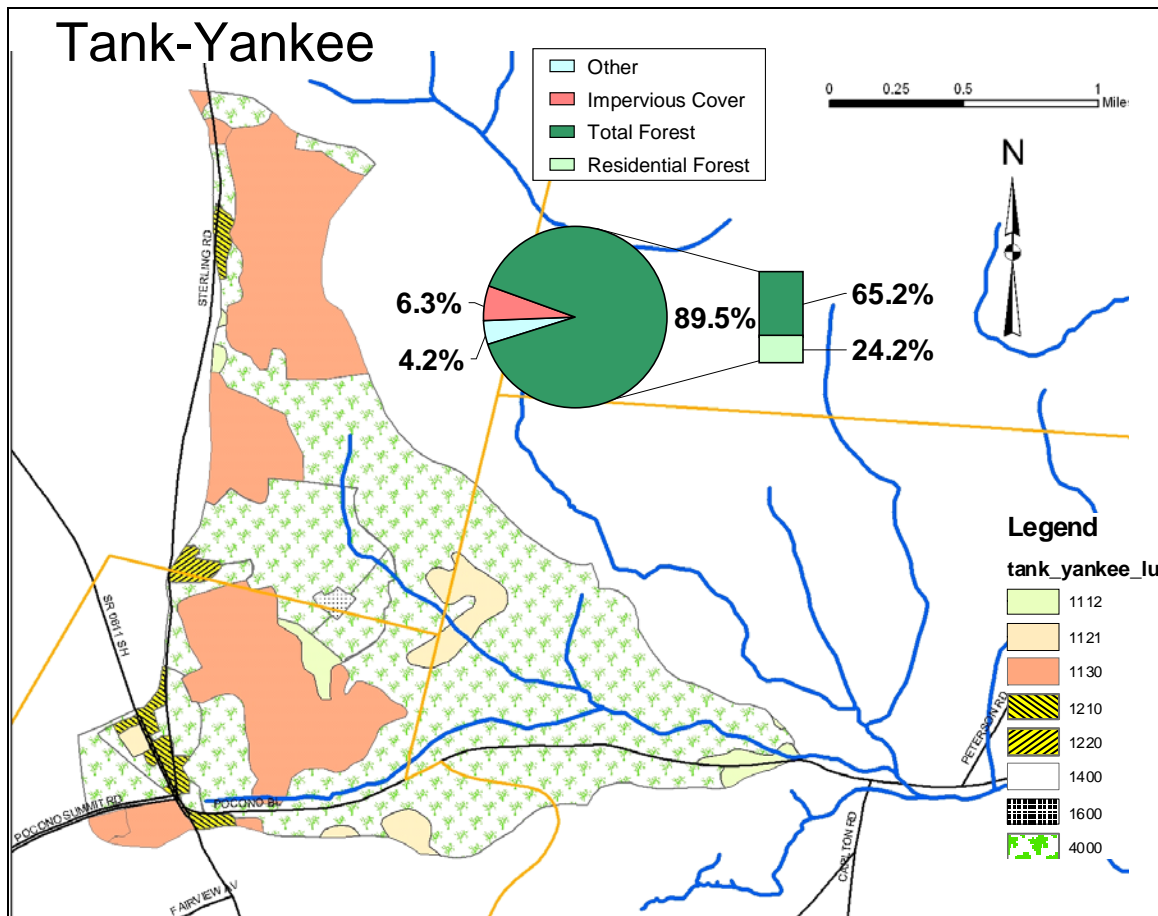 Tank-Yankee
Other
Impervious Cover
Total Forest
Residential Forest
0 0.25 0.5 1
Miles
N
STERLING RD
6.3%
4.2%
89.5%
65.2%
24.2%
SR 0611 SH
POCONO SUMMIT RD
POCONO BL
FAIRVIEW AV
PETERSON RD
CARLTON RD
Legend
tank_yankee_lu
1112
1121
1130
1210
1220
1400
1600
4000